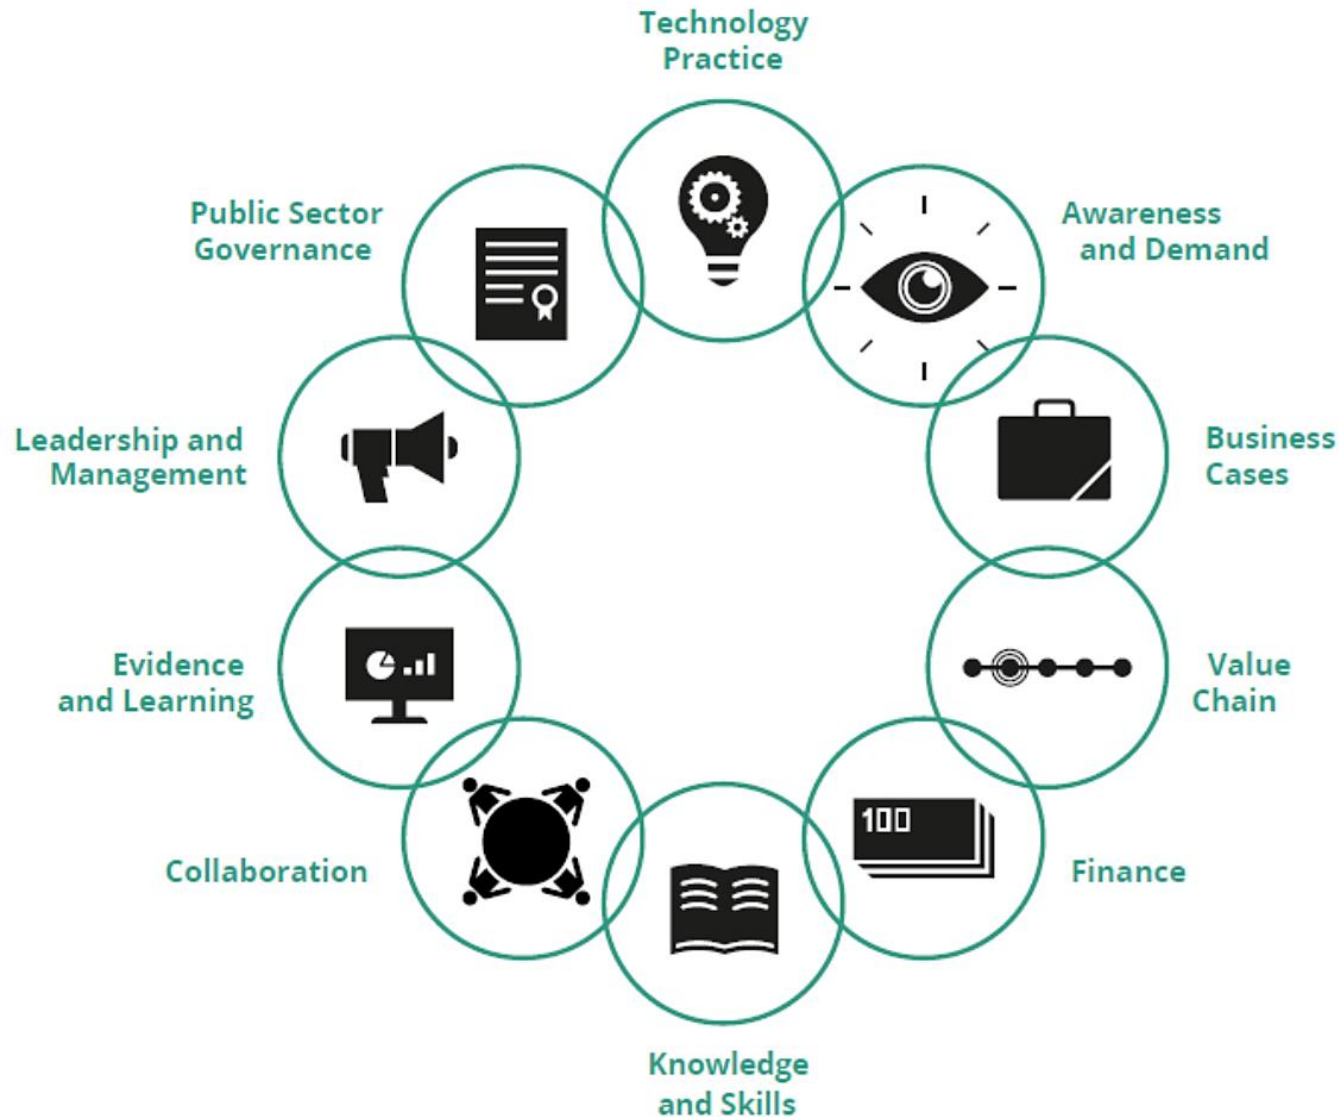 Technology
Practice
Public Sector
Governance
Awareness
and Demand
Leadership and
Management
Business
Cases
Evidence
and Learning
Value
Chain
100
Collaboration
Finance
Knowledge
and Skills